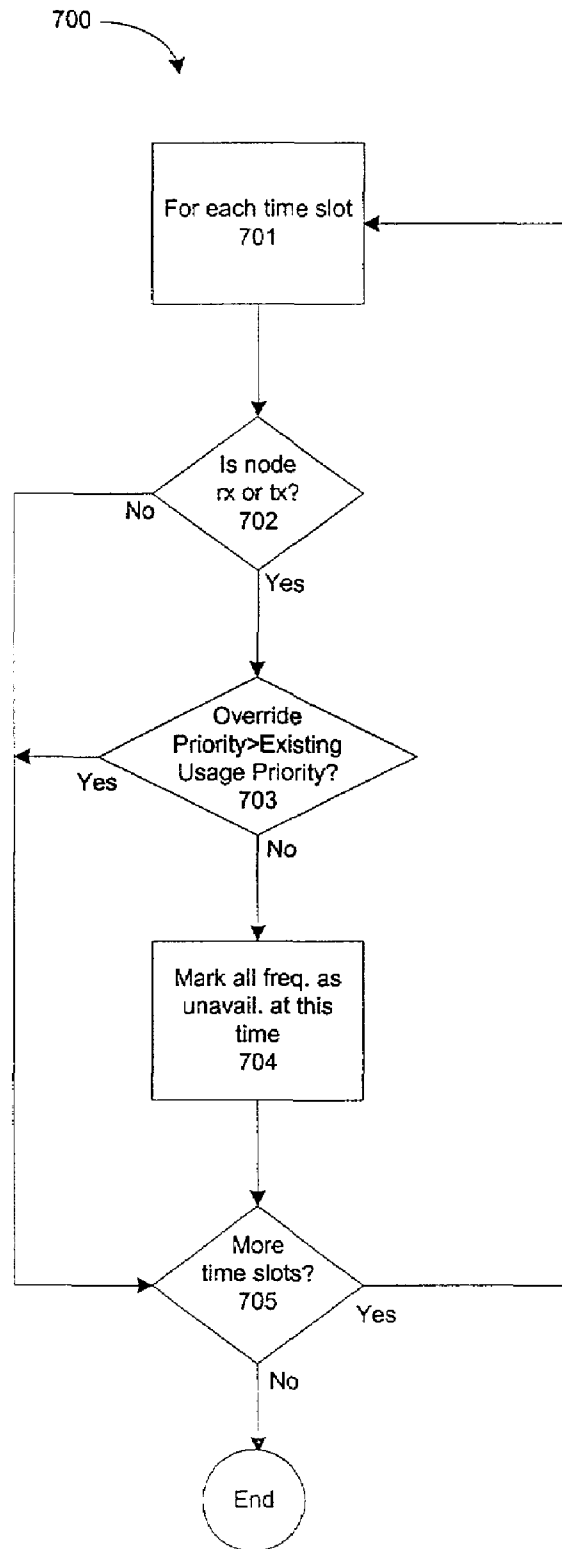 700
For each time slot
701
Is node
rx or tx?
702
No
Yes
Override
Priority>Existing
Usage Priority?
703
Yes
No
Mark all freq. as
unavail. at this
time
704
More
time slots?
705
Yes
No
End